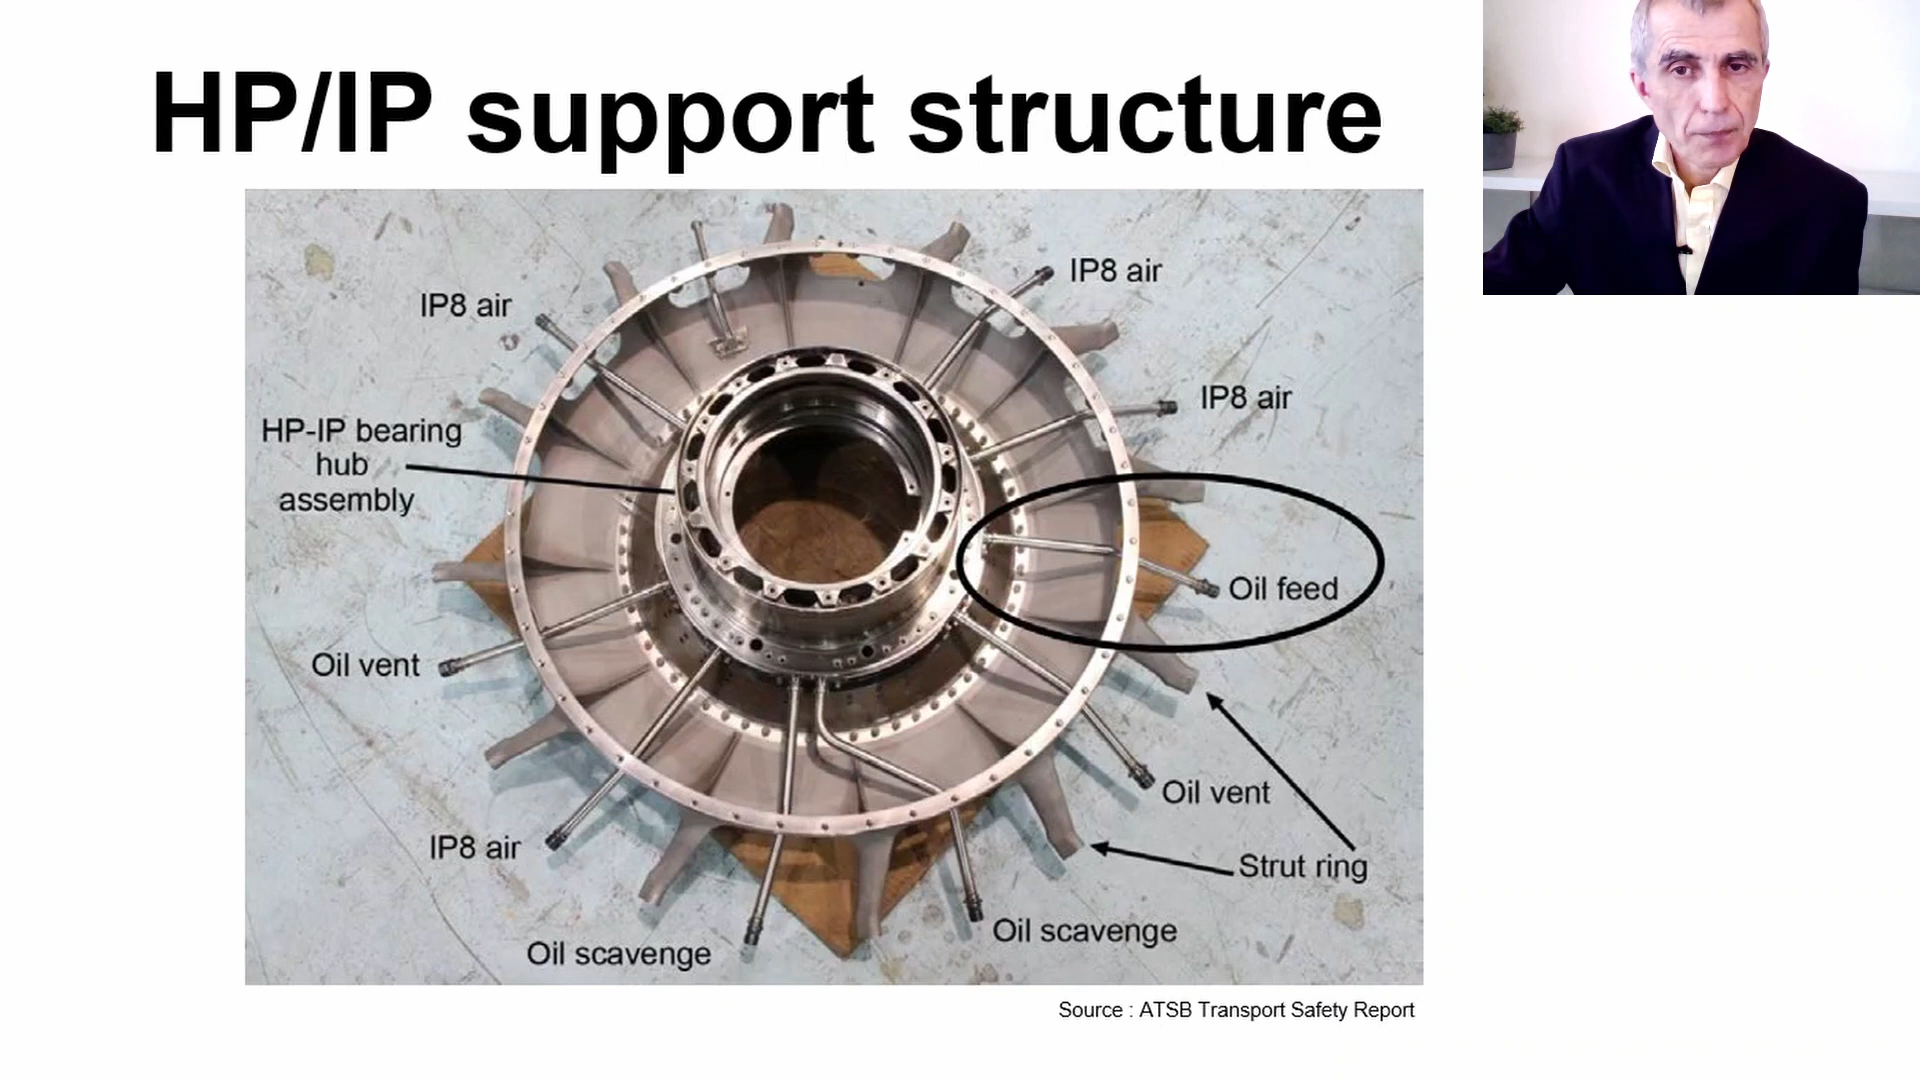 HP/IP support structure
IP8 air
IP8 air
IP8 air
HP-IP bearing
hub
assembly
Oil feed
Oil vent
Oil vent
IP8 air
Strut ring
Oil scavenge
Oil scavenge
Source : ATSB Transport Safety Report